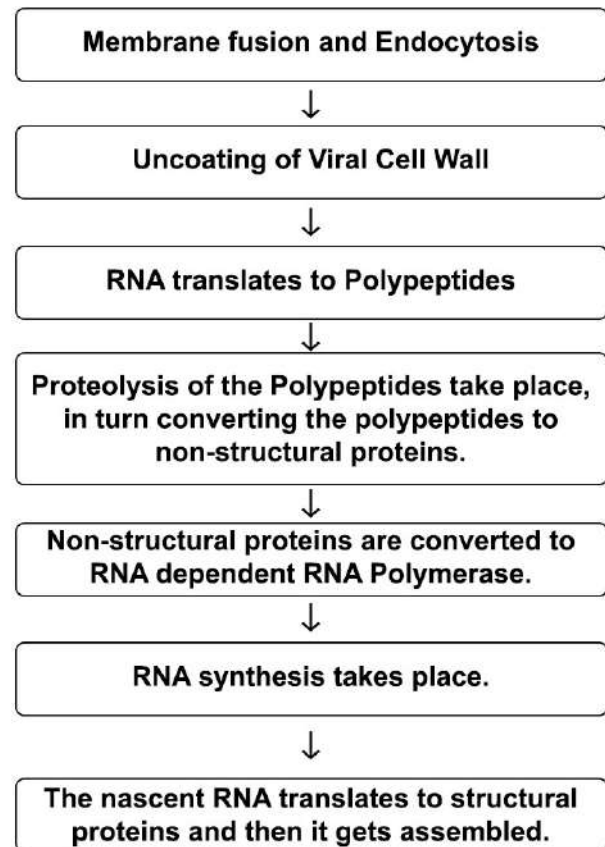 Membrane fusion and Endocytosis
↓
Uncoating of Viral Cell Wall
↓
RNA translates to Polypeptides
↓
Proteolysis of the Polypeptides take place,
in turn converting the polypeptides to
non-structural proteins.
↓
Non-structural proteins are converted to
RNA dependent RNA Polymerase.
↓
RNA synthesis takes place.
↓
The nascent RNA translates to structural
proteins and then it gets assembled.